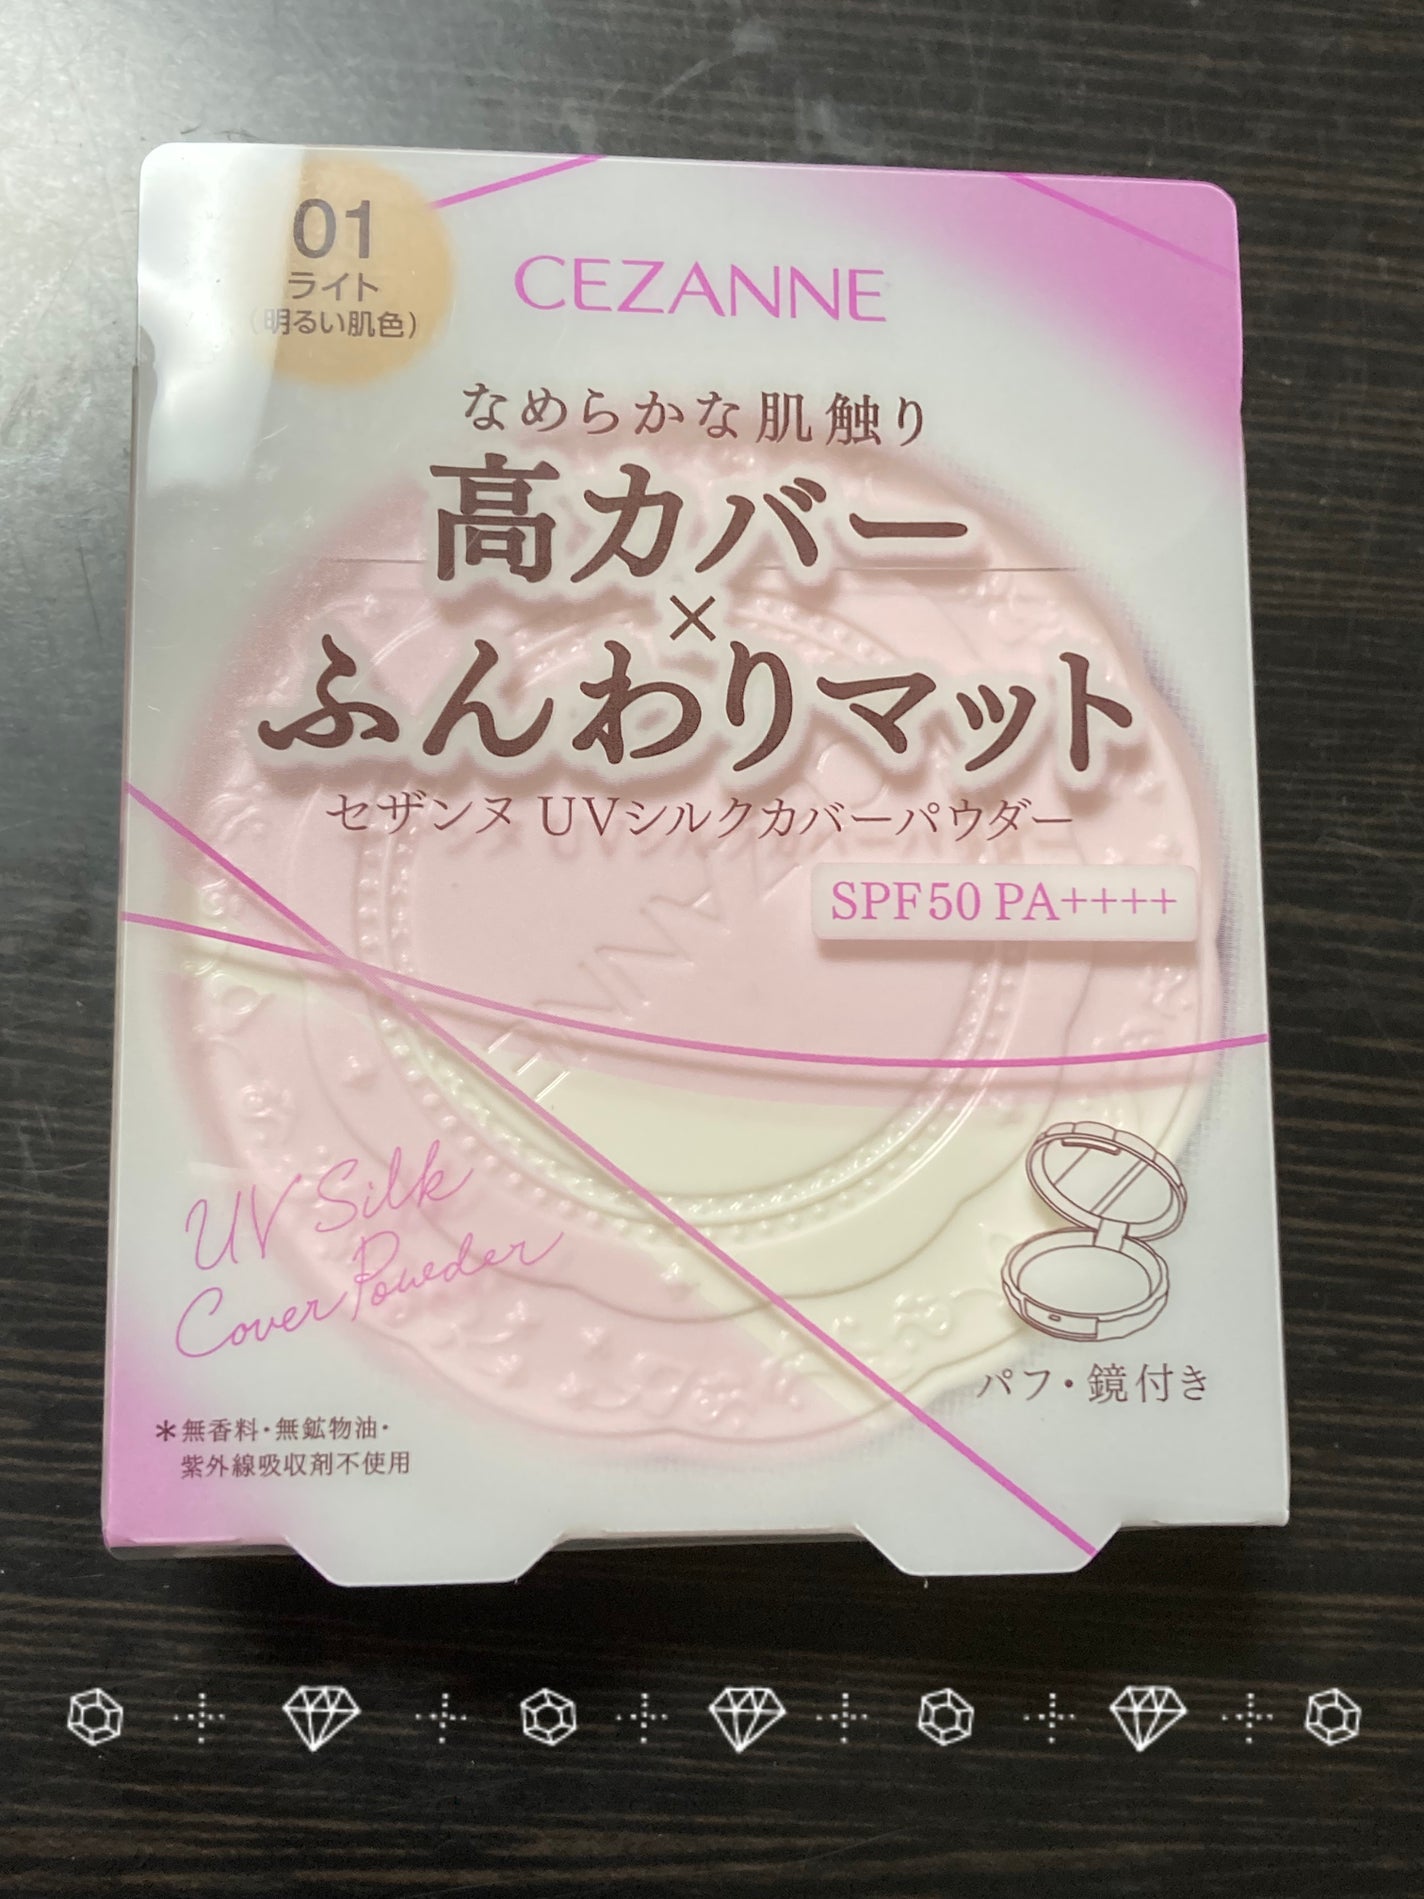 01
ライト
(明るい肌色)
CEZANNE
なめらかな肌触り
高カバー
×
ふんわりマット
セザンヌ UVシルクカバーパウダー
SPF50 PA++++
UV Silk
Cover Powder
パフ・鏡付き
*無香料・無鉱物油・
紫外線吸収剤不使用